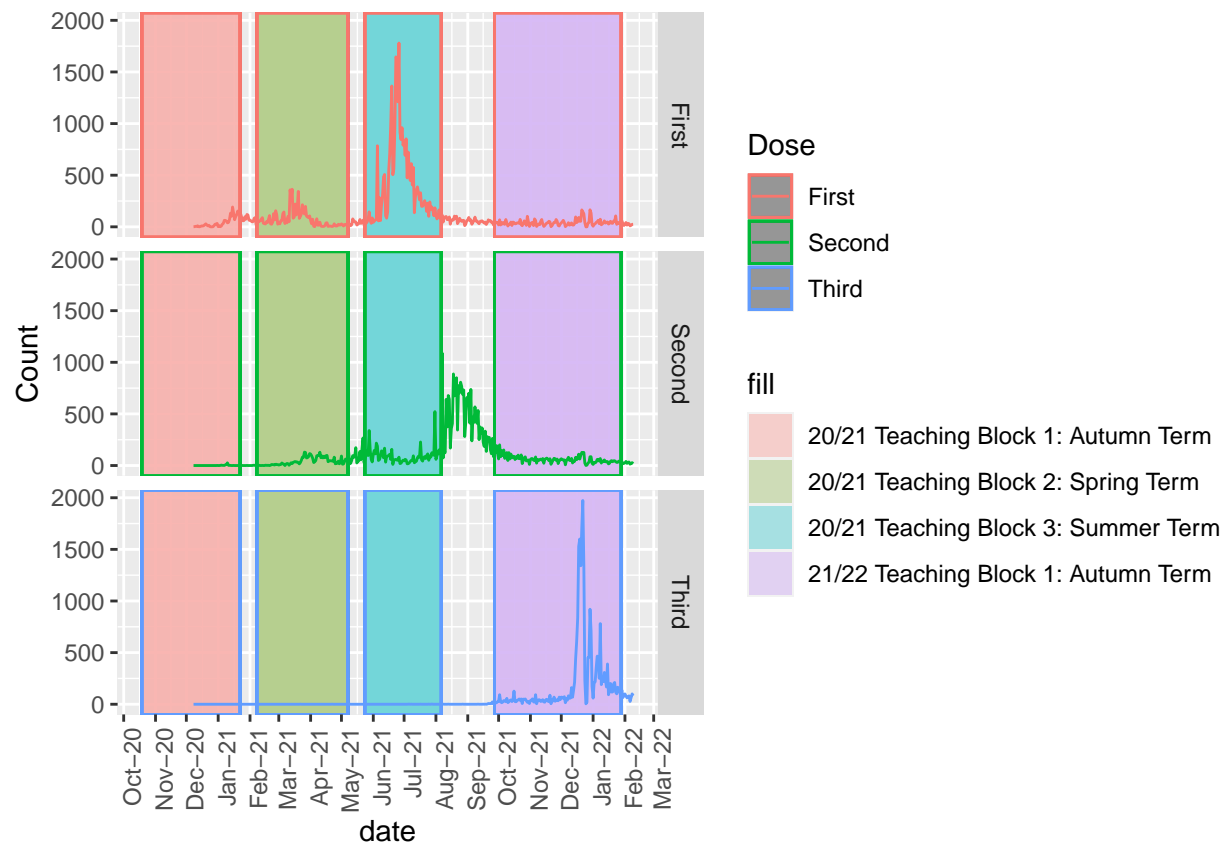 2000
1500
1000
500
0
First
2000
1500
1000
500
0
Second
2000
1500
1000
500
0
Third
Count
Oct−20
Nov−20
Dec−20
Jan−21
Feb−21
Mar−21
Apr−21
May−21
Jun−21
Jul−21
Aug−21
Sep−21
Oct−21
Nov−21
Dec−21
Jan−22
Feb−22
Mar−22
date
Dose
First
Second
Third
fill
20/21 Teaching Block 1: Autumn Term
20/21 Teaching Block 2: Spring Term
20/21 Teaching Block 3: Summer Term
21/22 Teaching Block 1: Autumn Term